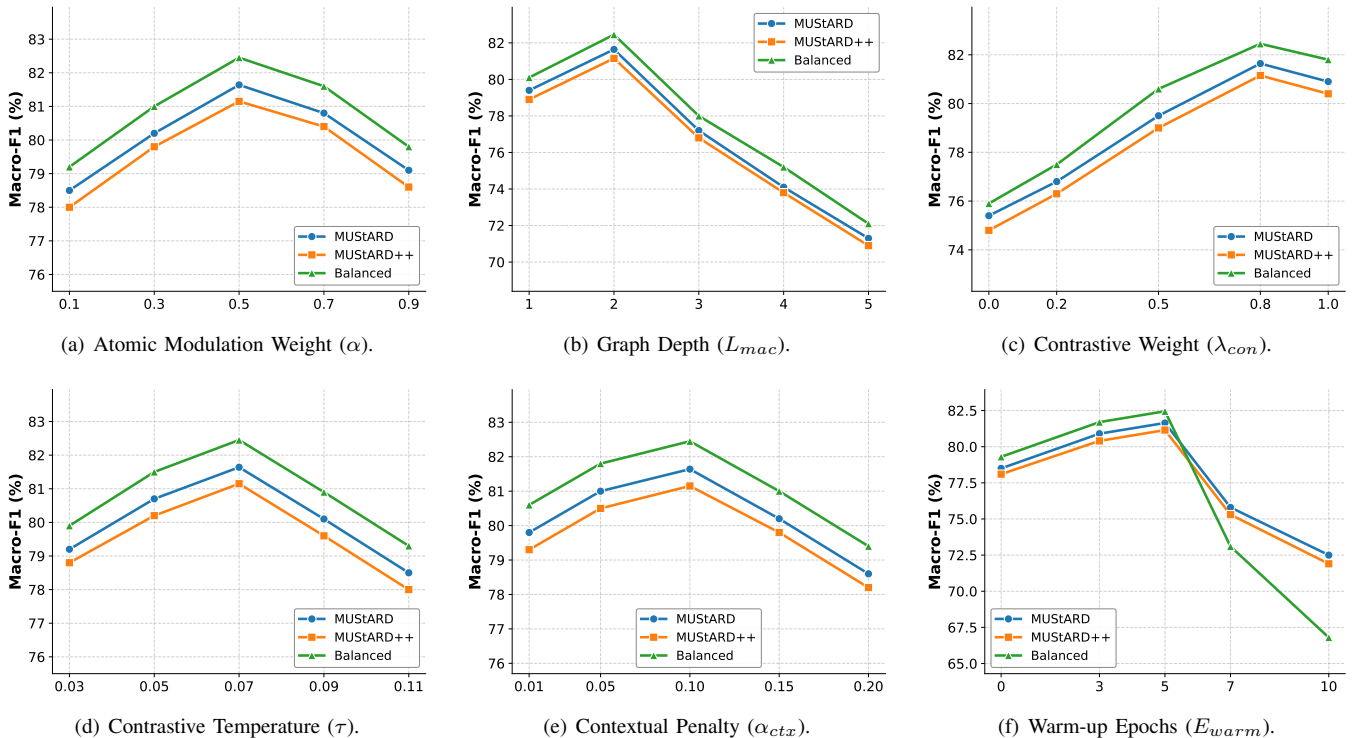 83
82
81
80
79
78
77
76
Macro-F1 (%)
0.1 0.3 0.5 0.7 0.9
MUStARD
MUStARD++
Balanced
(a) Atomic Modulation Weight (α).
82
80
78
76
74
72
70
Macro-F1 (%)
1 2 3 4 5
MUStARD
MUStARD++
Balanced
(b) Graph Depth (L_mac).
82
80
78
76
74
Macro-F1 (%)
0.0 0.2 0.5 0.8 1.0
MUStARD
MUStARD++
Balanced
(c) Contrastive Weight (λ_con).
83
82
81
80
79
78
77
76
Macro-F1 (%)
0.03 0.05 0.07 0.09 0.11
MUStARD
MUStARD++
Balanced
(d) Contrastive Temperature (τ).
83
82
81
80
79
78
77
76
Macro-F1 (%)
0.01 0.05 0.10 0.15 0.20
MUStARD
MUStARD++
Balanced
(e) Contextual Penalty (α_ctx).
82.5
80.0
77.5
75.0
72.5
70.0
67.5
65.0
Macro-F1 (%)
0 3 5 7 10
MUStARD
MUStARD++
Balanced
(f) Warm-up Epochs (E_warm).